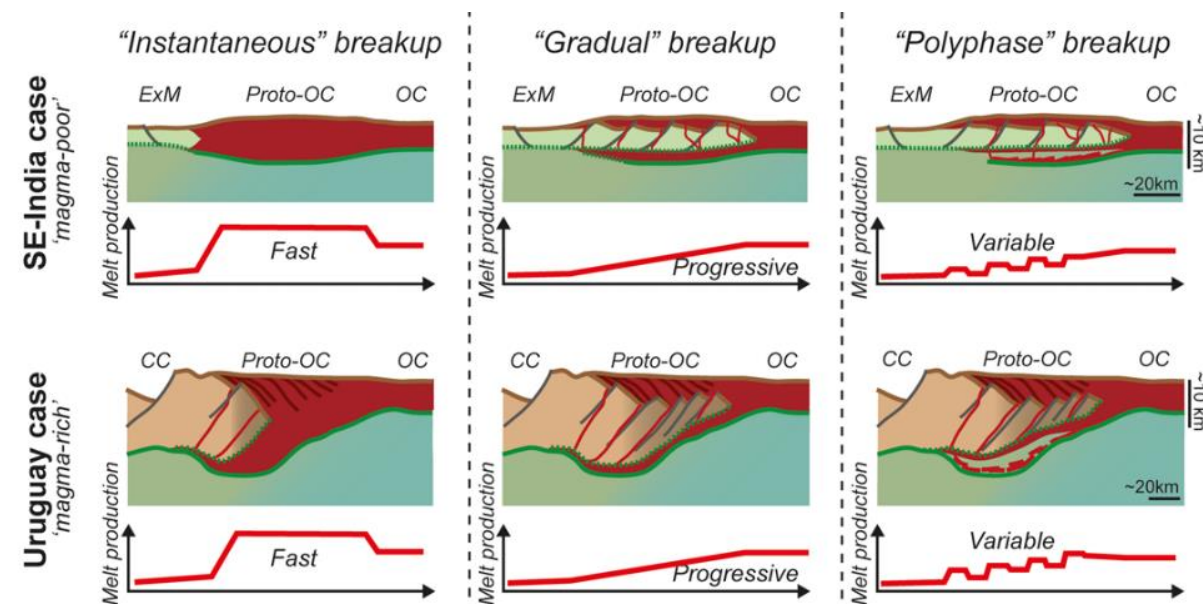 “Instantaneous” breakup
“Gradual” breakup
“Polyphase” breakup
SE-India case
‘magma-poor’
ExM Proto-OC OC
Melt production
Fast
ExM Proto-OC OC
Melt production
Progressive
ExM Proto-OC OC
~10 km
~20km
Melt production
Variable
Uruguay case
‘magma-rich’
CC Proto-OC OC
Melt production
Fast
CC Proto-OC OC
Melt production
Progressive
CC Proto-OC OC
~10 km
~20km
Melt production
Variable